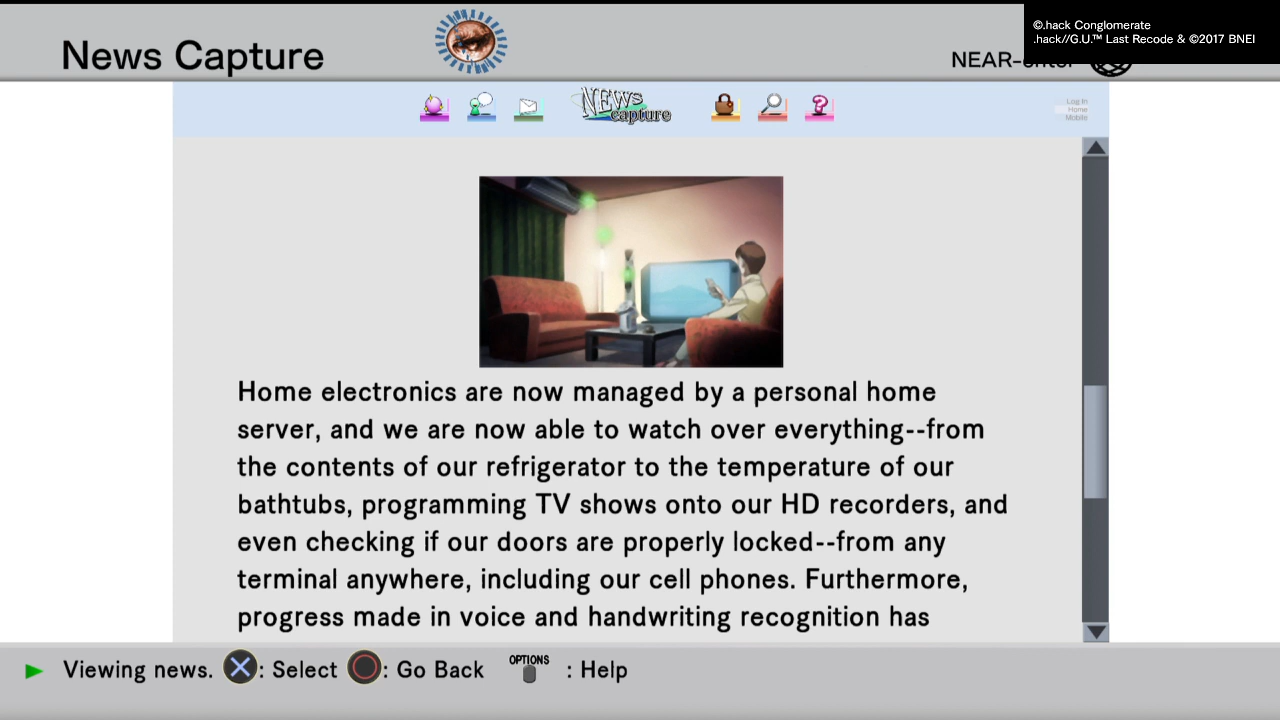 News Capture
©.hack Conglomerate
.hack//G.U.™ Last Recode & ©2017 BNEI
NEWS
capture
Log In
Home
Mobile
Home electronics are now managed by a personal home
server, and we are now able to watch over everything--from
the contents of our refrigerator to the temperature of our
bathtubs, programming TV shows onto our HD recorders, and
even checking if our doors are properly locked--from any
terminal anywhere, including our cell phones. Furthermore,
progress made in voice and handwriting recognition has
Viewing news. : Select : Go Back OPTIONS : Help